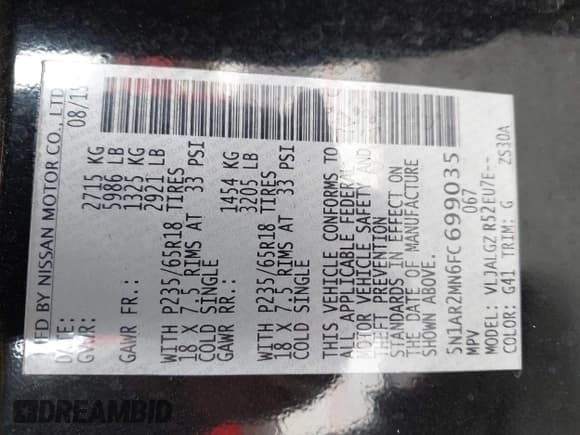 MFD BY NISSAN MOTOR CO., LTD.
DATE: 08/15
GVWR: 2715 KG
5986 LB
GAWR FR.: 1325 KG
2921 LB
WITH P235/65R18 TIRES
18 X 7.5 RIMS AT 33 PSI
COLD SINGLE
GAWR RR.: 1454 KG
3205 LB
WITH P235/65R18 TIRES
18 X 7.5 RIMS AT 33 PSI
COLD SINGLE
THIS VEHICLE CONFORMS TO
ALL APPLICABLE FEDERAL
MOTOR VEHICLE SAFETY AND
THEFT PREVENTION
STANDARDS IN EFFECT ON
THE DATE OF MANUFACTURE
SHOWN ABOVE.
5N1AR2MN6FC699035
MPV 067
MODEL: VLJALGZ R52EU7E--
COLOR: G41 TRIM: G ZS30A
DREAMBID